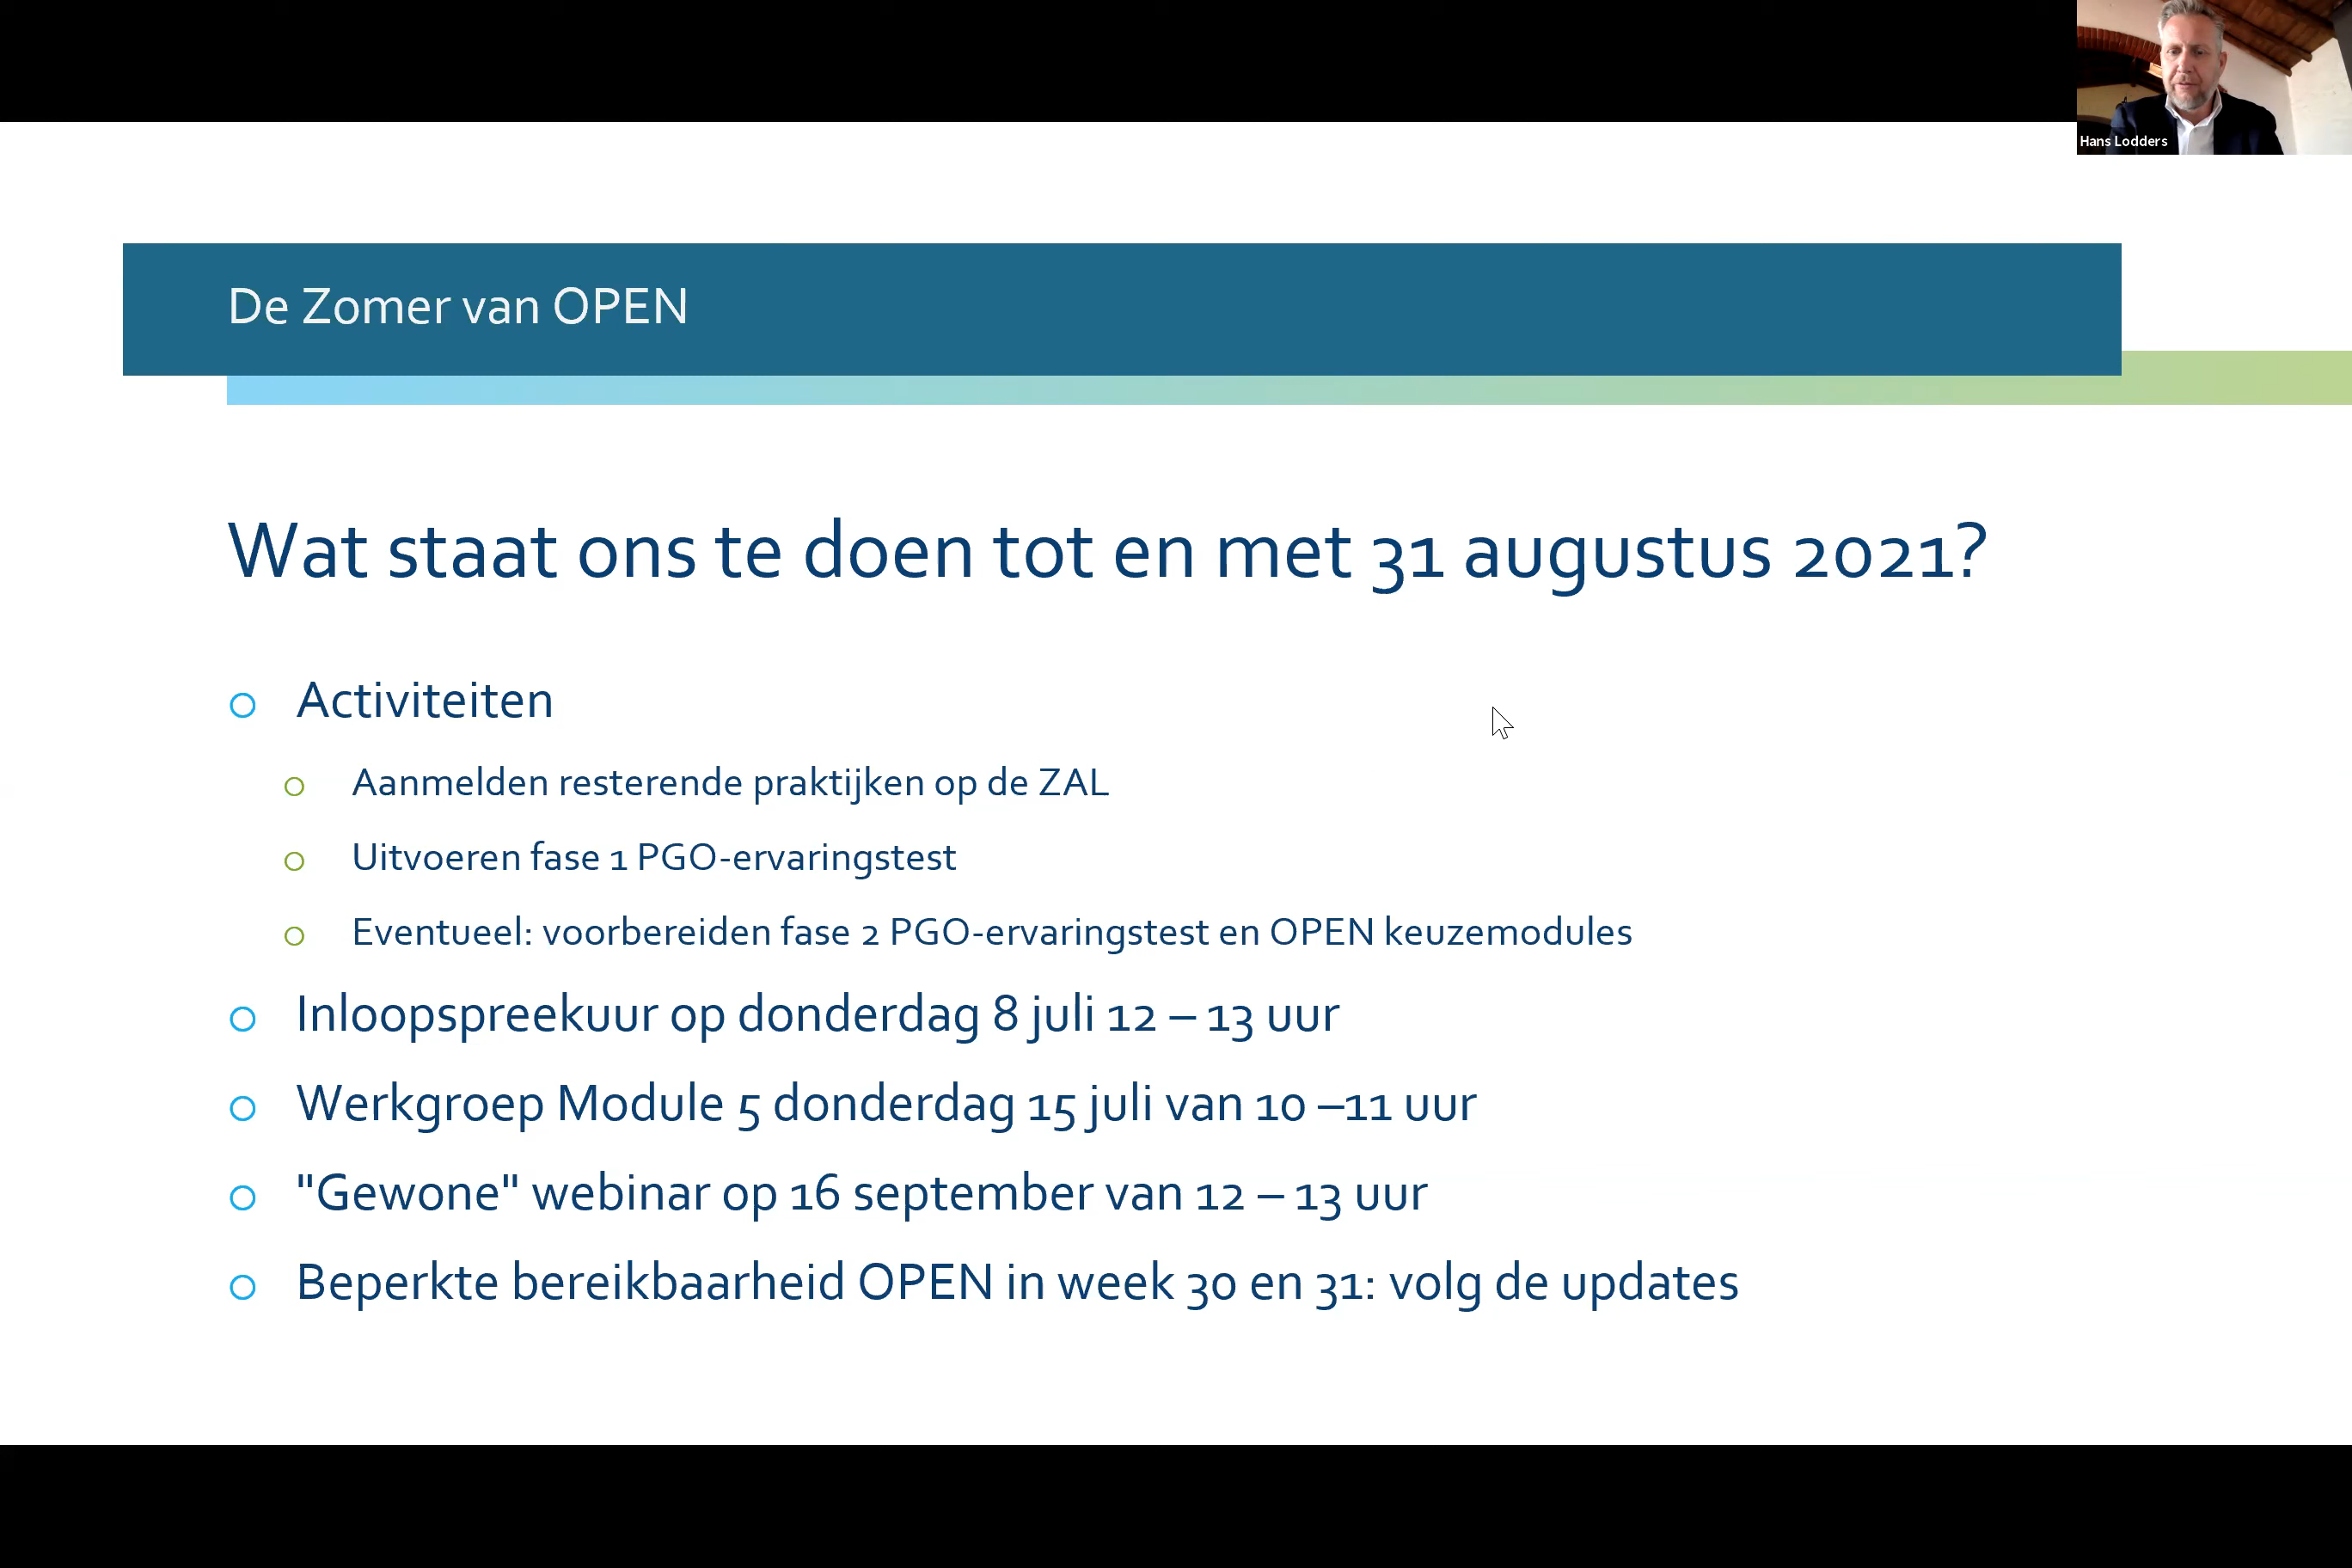 Hans Lodders
De Zomer van OPEN
Wat staat ons te doen tot en met 31 augustus 2021?
Activiteiten
Aanmelden resterende praktijken op de ZAL
Uitvoeren fase 1 PGO-ervaringstest
Eventueel: voorbereiden fase 2 PGO-ervaringstest en OPEN keuzemodules
Inloopspreekuur op donderdag 8 juli 12 – 13 uur
Werkgroep Module 5 donderdag 15 juli van 10 –11 uur
"Gewone" webinar op 16 september van 12 – 13 uur
Beperkte bereikbaarheid OPEN in week 30 en 31: volg de updates